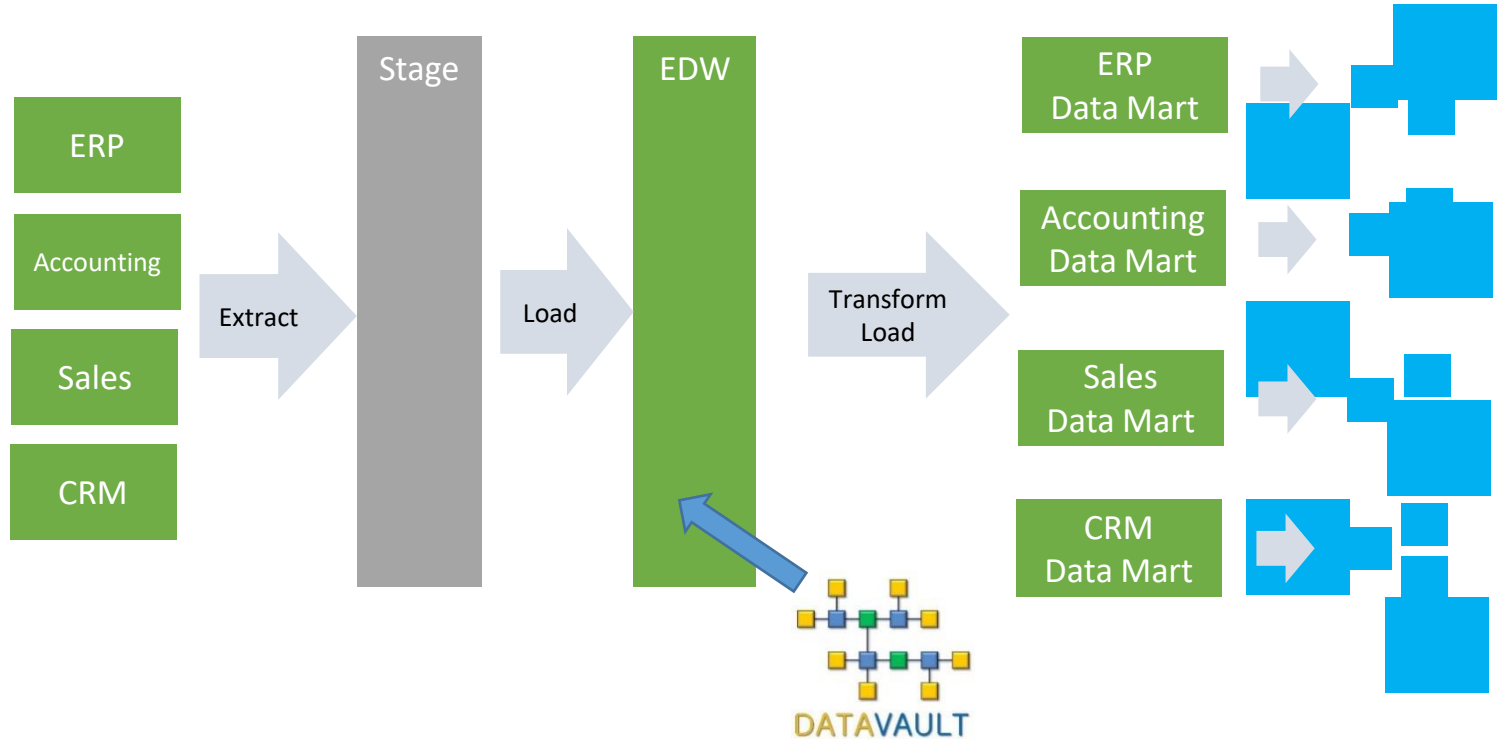 ERP
Accounting
Sales
CRM
Extract
Stage
Load
EDW
Transform
Load
ERP
Data Mart
Accounting
Data Mart
Sales
Data Mart
CRM
Data Mart
DATAVAULT